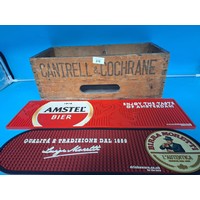 CANTRELL & COCHRANE
AMSTEL
BIER
ENJOY THE TASTE
OF AMSTERDAM
QUALITÀ E TRADIZIONE DAL 1859
Luigi Moretti
BIRRA MORETTI
L'AUTENTICA